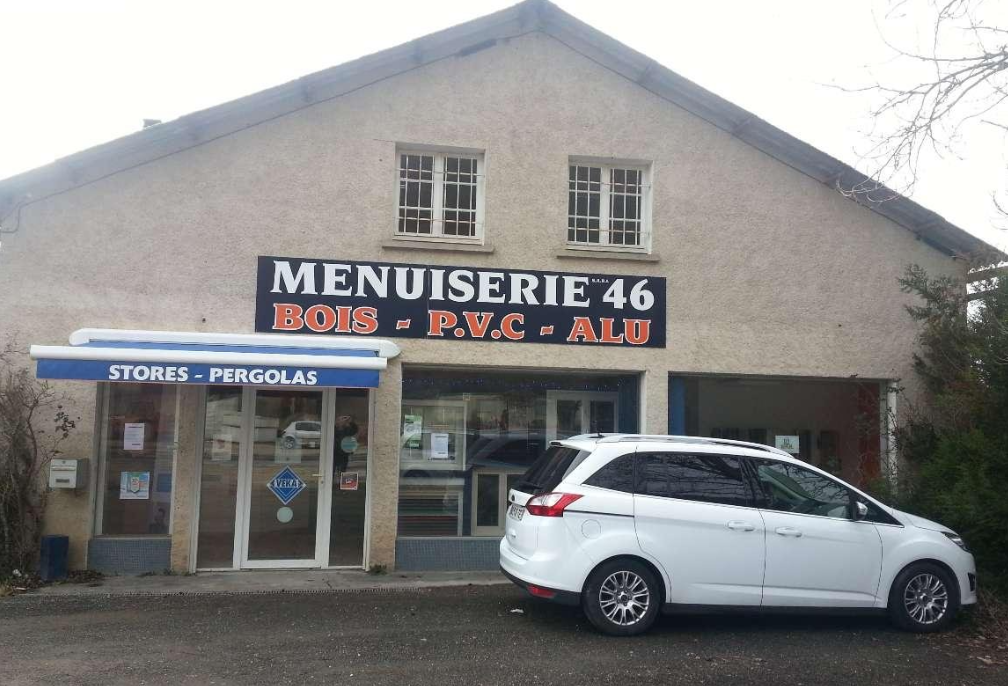 MENUISERIE 46
BOIS - P.V.C - ALU
STORES - PERGOLAS
VEKA